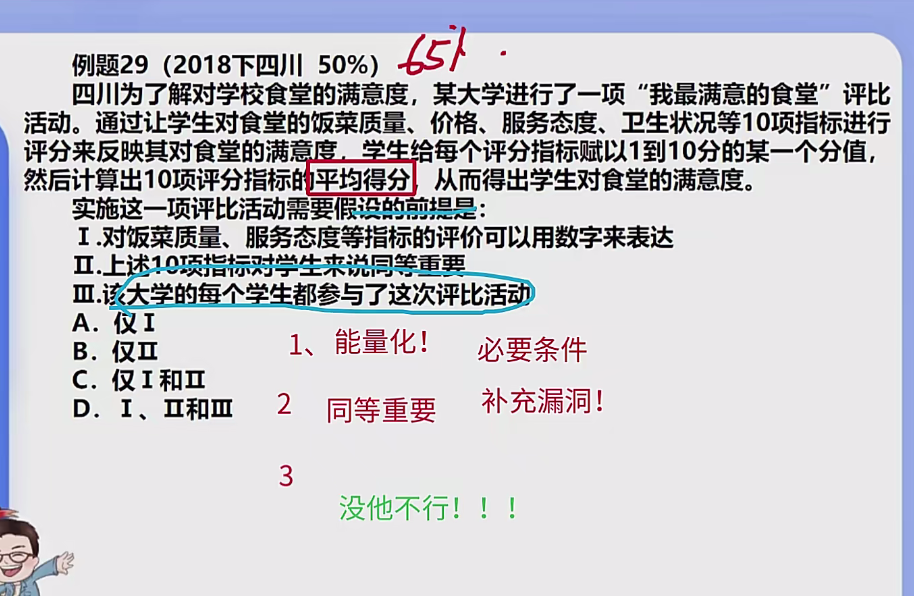 例题29（2018下四川 50%） 65%
四川为了解对学校食堂的满意度，某大学进行了一项“我最满意的食堂”评比
活动。通过让学生对食堂的饭菜质量、价格、服务态度、卫生状况等10项指标进行
评分来反映其对食堂的满意度，学生给每个评分指标赋以1到10分的某一个分值，
然后计算出10项评分指标的平均得分，从而得出学生对食堂的满意度。
实施这一项评比活动需要假设的前提是：
Ⅰ.对饭菜质量、服务态度等指标的评价可以用数字来表达
Ⅱ.上述10项指标对学生来说同等重要
Ⅲ.该大学的每个学生都参与了这次评比活动
A．仅Ⅰ
B．仅Ⅱ
C．仅Ⅰ和Ⅱ
D．Ⅰ、Ⅱ和Ⅲ
1、能量化！ 必要条件
2 同等重要 补充漏洞！
3
没他不行！！！